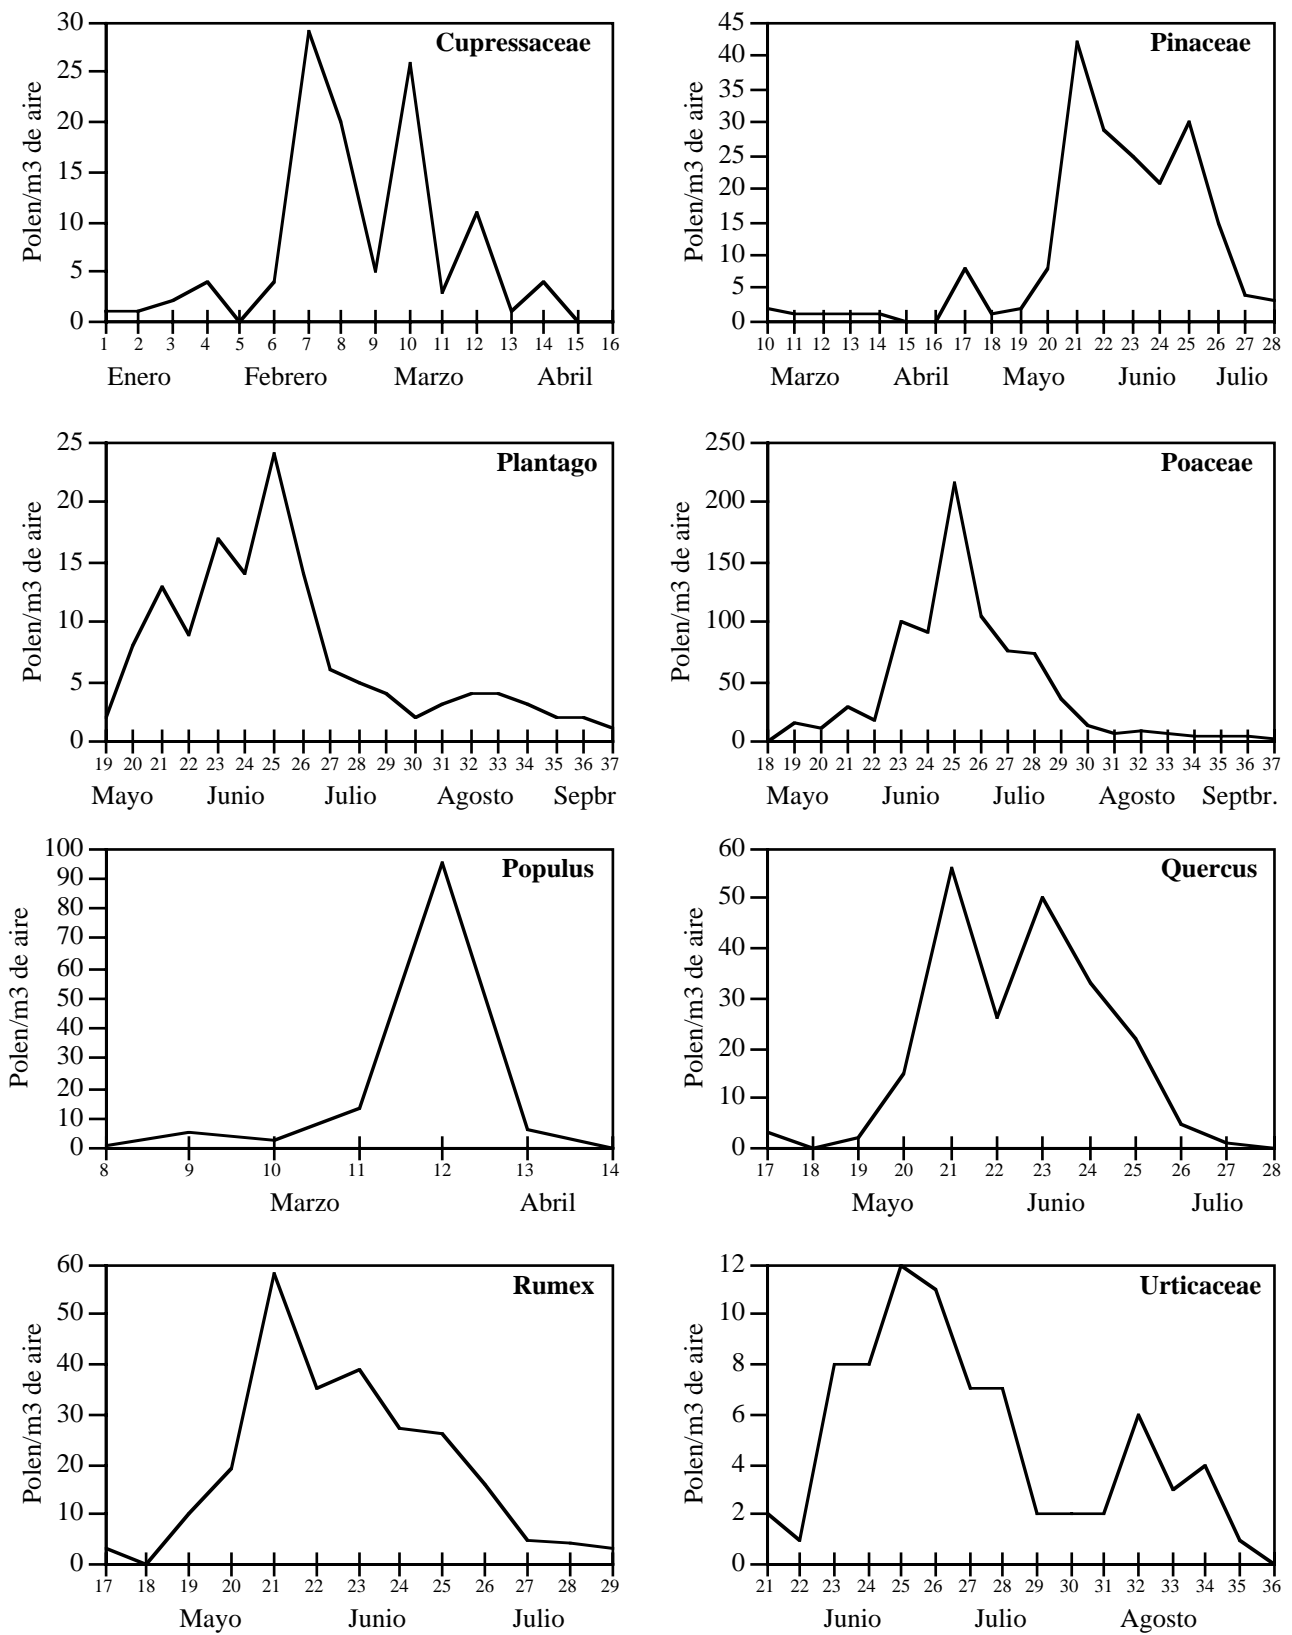 Cupressaceae
Polen/m3 de aire
30
25
20
15
10
5
0
1 2 3 4 5 6 7 8 9 10 11 12 13 14 15 16
Enero Febrero Marzo Abril
Pinaceae
Polen/m3 de aire
45
40
35
30
25
20
15
10
5
0
10 11 12 13 14 15 16 17 18 19 20 21 22 23 24 25 26 27 28
Marzo Abril Mayo Junio Julio
Plantago
Polen/m3 de aire
25
20
15
10
5
0
19 20 21 22 23 24 25 26 27 28 29 30 31 32 33 34 35 36 37
Mayo Junio Julio Agosto Sepbr
Poaceae
Polen/m3 de aire
250
200
150
100
50
0
18 19 20 21 22 23 24 25 26 27 28 29 30 31 32 33 34 35 36 37
Mayo Junio Julio Agosto Septbr.
Populus
Polen/m3 de aire
100
90
80
70
60
50
40
30
20
10
0
8 9 10 11 12 13 14
Marzo Abril
Quercus
Polen/m3 de aire
60
50
40
30
20
10
0
17 18 19 20 21 22 23 24 25 26 27 28
Mayo Junio Julio
Rumex
Polen/m3 de aire
60
50
40
30
20
10
0
17 18 19 20 21 22 23 24 25 26 27 28 29
Mayo Junio Julio
Urticaceae
Polen/m3 de aire
12
10
8
6
4
2
0
21 22 23 24 25 26 27 28 29 30 31 32 33 34 35 36
Junio Julio Agosto